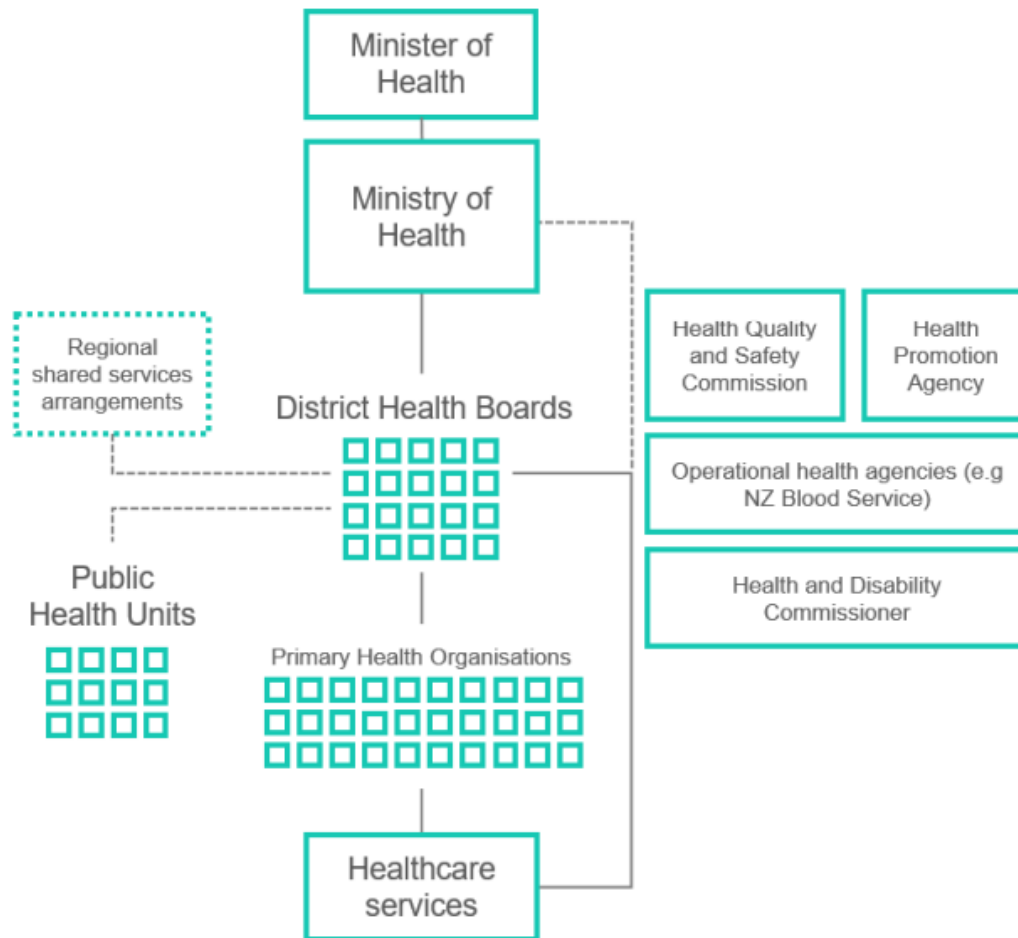 Minister of
Health
Ministry of
Health
Regional
shared services
arrangements
Health Quality
and Safety
Commission
Health
Promotion
Agency
District Health Boards
Operational health agencies (e.g
NZ Blood Service)
Public
Health Units
Health and Disability
Commissioner
Primary Health Organisations
Healthcare
services